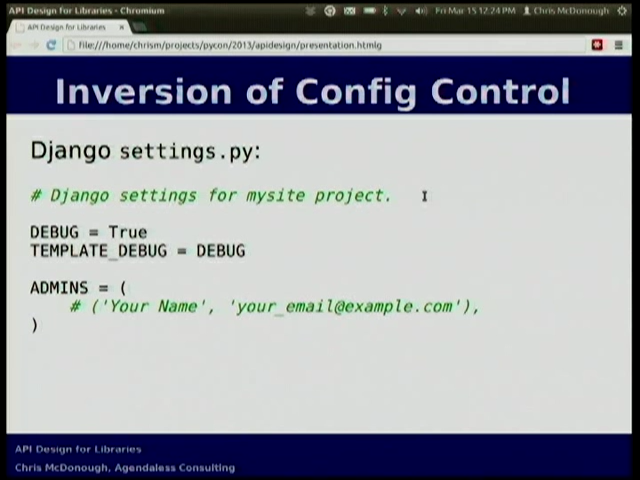 API Design for Libraries - Chromium
Fri Mar 15 12:24 PM
Chris McDonough
API Design for Libraries
file:///home/chrism/projects/pycon/2013/apidesign/presentation.html
Inversion of Config Control
Django settings.py:
# Django settings for mysite project.
DEBUG = True
TEMPLATE_DEBUG = DEBUG
ADMINS = (
# ('Your Name', 'your_email@example.com'),
)
API Design for Libraries
Chris McDonough, Agendaless Consulting